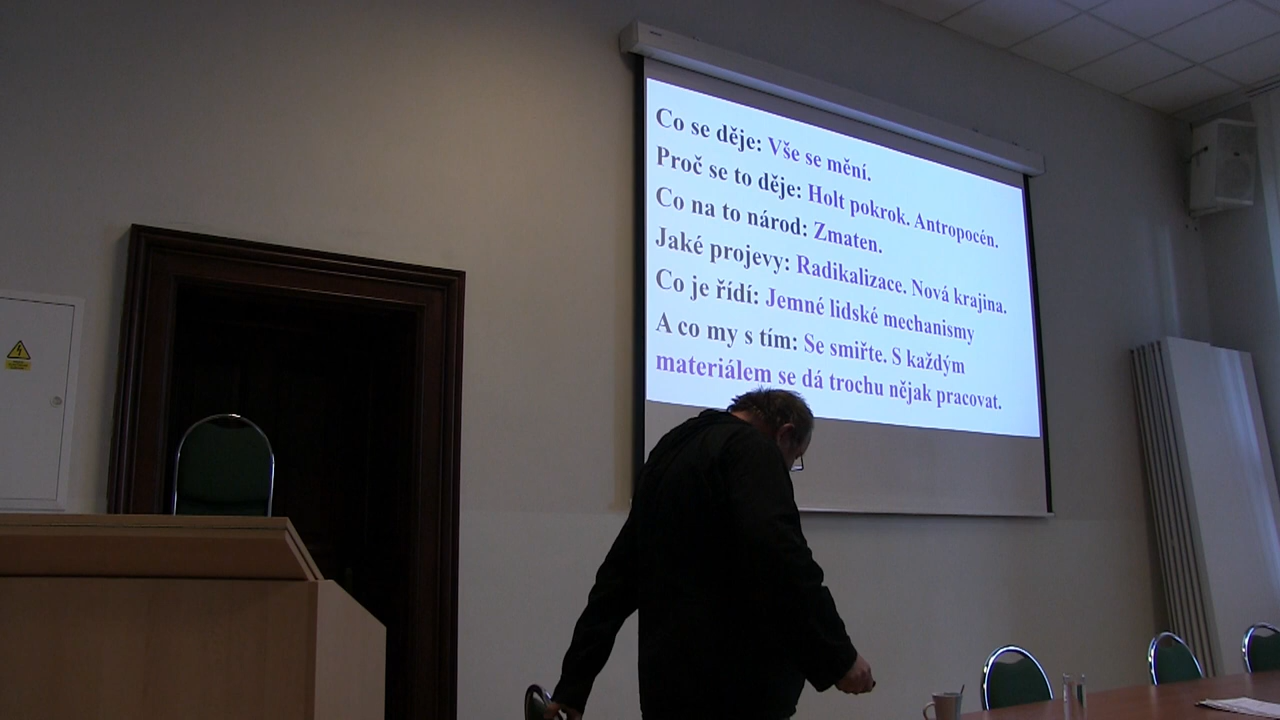 Co se děje: Vše se mění.
Proč se to děje: Holt pokrok. Antropocén.
Co na to národ: Zmaten.
Jaké projevy: Radikalizace. Nová krajina.
Co je řídí: Jemné lidské mechanismy
A co my s tím: Se smiřte. S každým
materiálem se dá trochu nějak pracovat.